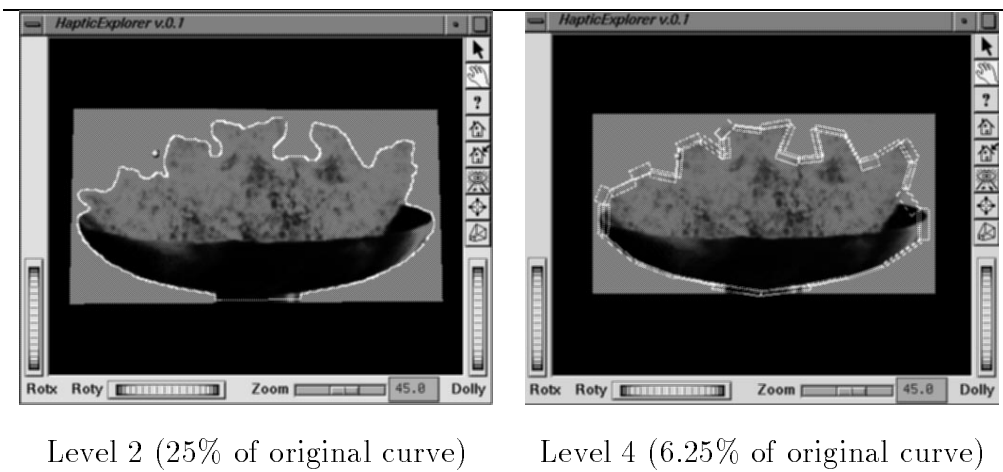 HapticExplorer v.0.1
?
Rotx Roty Zoom 45.0 Dolly
Level 2 (25% of original curve)
HapticExplorer v.0.1
?
Rotx Roty Zoom 45.0 Dolly
Level 4 (6.25% of original curve)